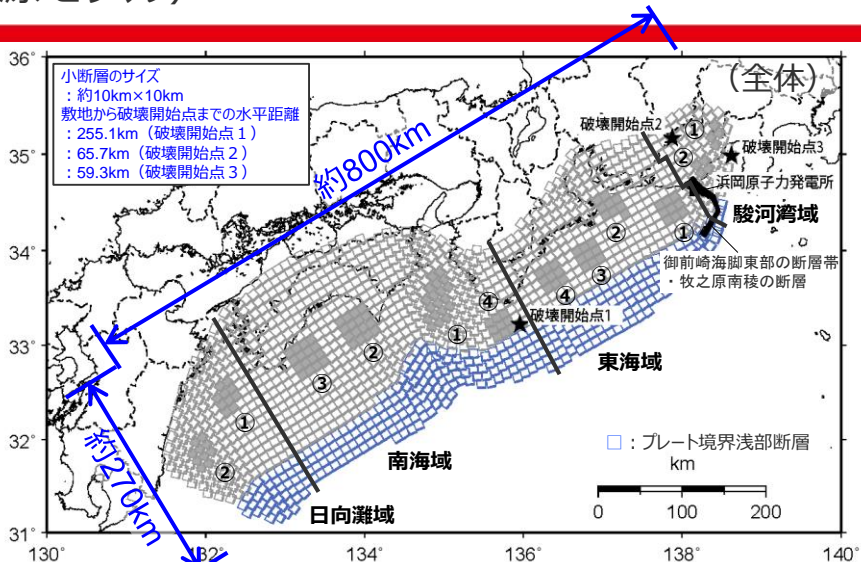 36°
35°
34°
33°
32°
31°
130°
132°
134°
136°
138°
140°
小断層のサイズ
:約10km×10km
敷地から破壊開始点までの水平距離
:255.1km(破壊開始点1)
:65.7km(破壊開始点2)
:59.3km(破壊開始点3)
(全体)
約800km
約270km
破壊開始点2
①
②
破壊開始点3
浜岡原子力発電所
駿河湾域
②
①
御前崎海脚東部の断層帯
・牧之原南稜の断層
③
④
④
破壊開始点1
①
②
③
①
②
東海域
南海域
日向灘域
□:プレート境界浅部断層
km
0 100 200